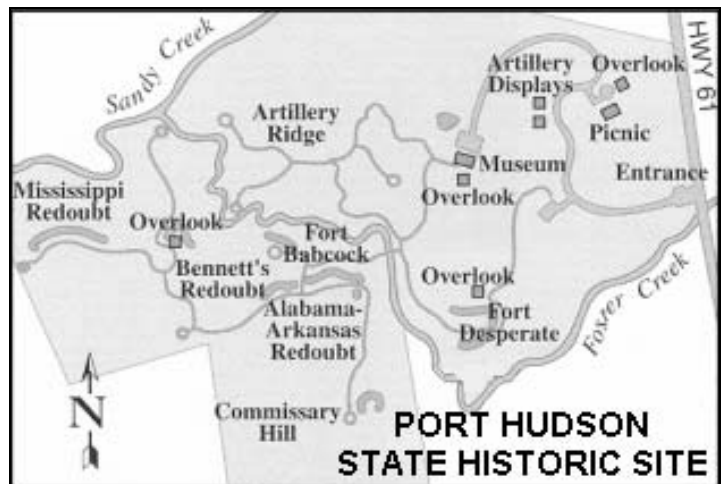 Sandy Creek
Artillery
Displays
Overlook
HWY 61
Artillery
Ridge
Picnic
Museum
Entrance
Mississippi
Redoubt
Overlook
Overlook
Fort
Babcock
Bennett's
Redoubt
Overlook
Alabama-
Arkansas
Redoubt
Fort
Desperate
Foster Creek
N
Commissary
Hill
PORT HUDSON
STATE HISTORIC SITE